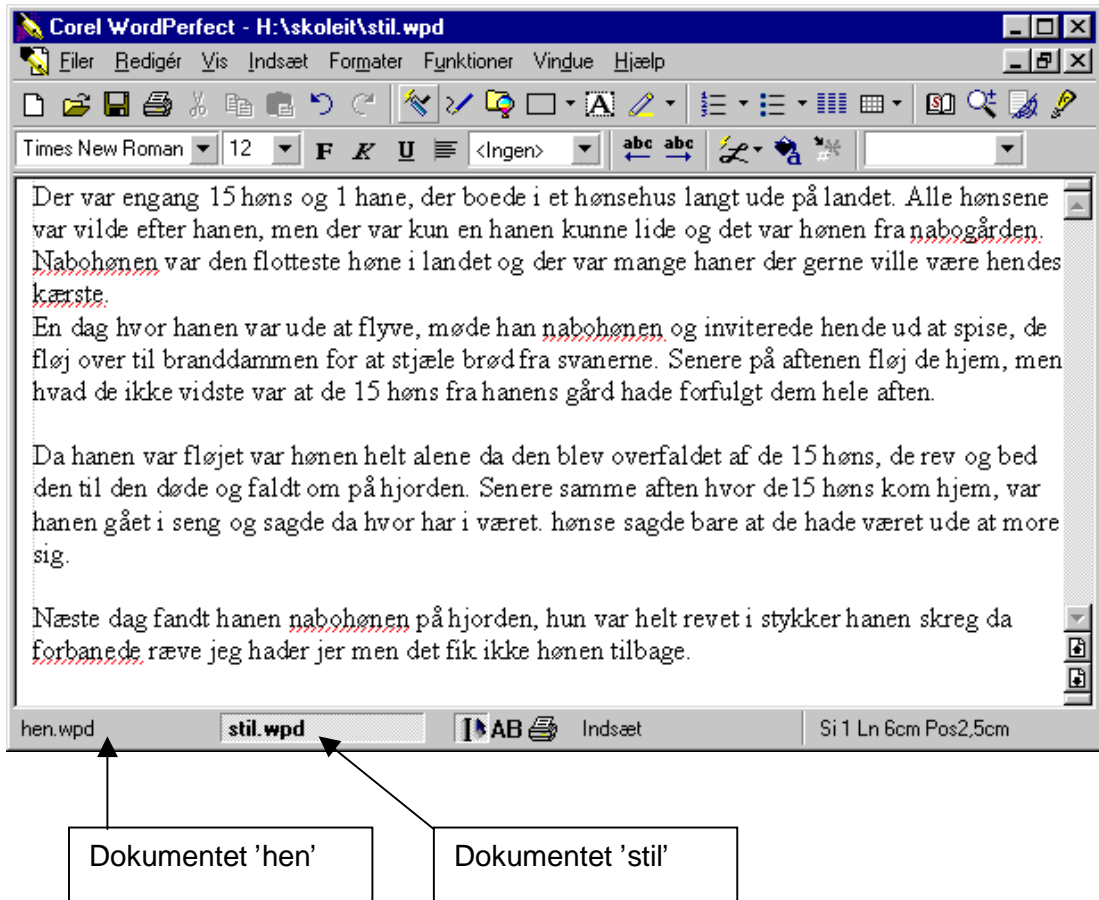 Corel WordPerfect - H:\skoleit\stil.wpd
Filer Redigér Vis Indsæt Formater Funktioner Vindue Hjælp
Times New Roman 12 F K U <Ingen> abc abc
Der var engang 15 høns og 1 hane, der boede i et hønsehus langt ude på landet. Alle hønsene
var vilde efter hanen, men der var kun en hanen kunne lide og det var hønen fra nabogården.
Nabohønen var den flotteste høne i landet og der var mange haner der gerne ville være hendes
kærste.
En dag hvor hanen var ude at flyve, møde han nabohønen og inviterede hende ud at spise, de
fløj over til branddammen for at stjæle brød fra svanerne. Senere på aftenen fløj de hjem, men
hvad de ikke vidste var at de 15 høns fra hanens gård hade forfulgt dem hele aften.
Da hanen var fløjet var hønen helt alene da den blev overfaldet af de 15 høns, de rev og bed
den til den døde og faldt om på hjorden. Senere samme aften hvor de15 høns kom hjem, var
hanen gået i seng og sagde da hvor har i været. hønse sagde bare at de hade været ude at more
sig.
Næste dag fandt hanen nabohønen på hjorden, hun var helt revet i stykker hanen skreg da
forbanede ræve jeg hader jer men det fik ikke hønen tilbage.
hen.wpd stil.wpd AB Indsæt Si 1 Ln 6cm Pos2,5cm
Dokumentet ’hen’ Dokumentet ’stil’